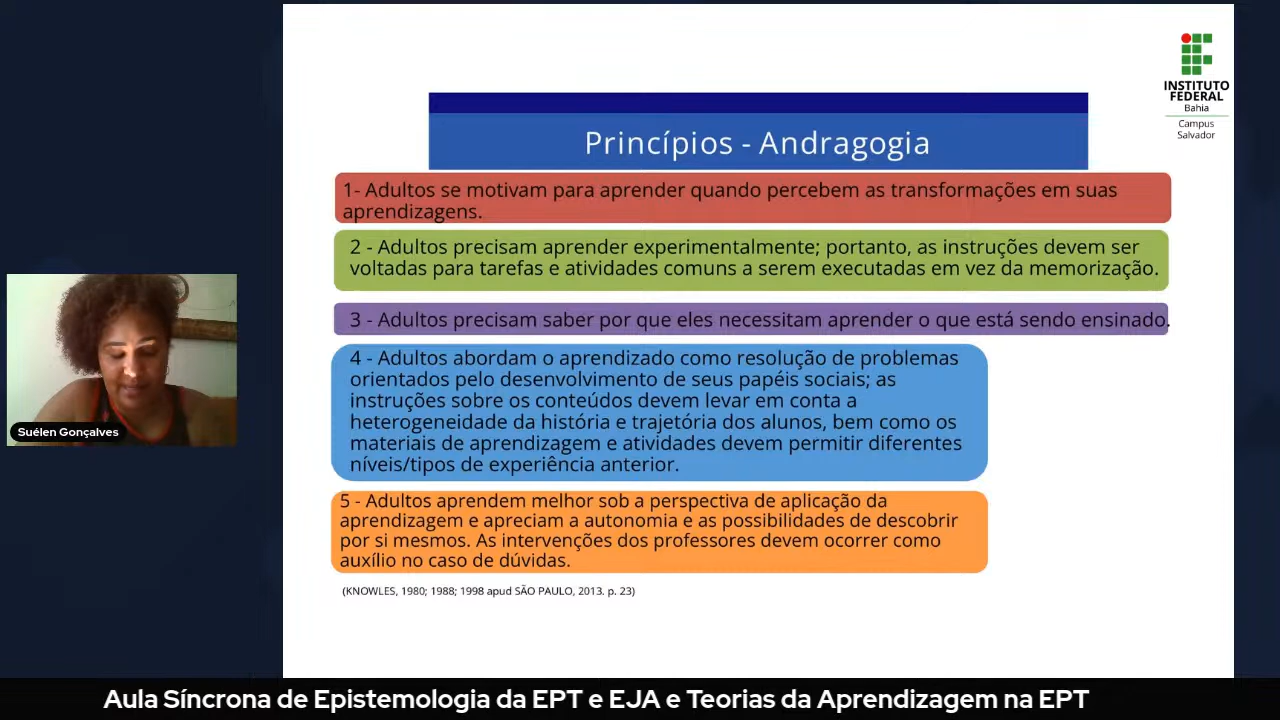 INSTITUTO
FEDERAL
Bahia
Campus
Salvador
Princípios - Andragogia
1- Adultos se motivam para aprender quando percebem as transformações em suas
aprendizagens.
2 - Adultos precisam aprender experimentalmente; portanto, as instruções devem ser
voltadas para tarefas e atividades comuns a serem executadas em vez da memorização.
3 - Adultos precisam saber por que eles necessitam aprender o que está sendo ensinado.
4 - Adultos abordam o aprendizado como resolução de problemas
orientados pelo desenvolvimento de seus papéis sociais; as
instruções sobre os conteúdos devem levar em conta a
heterogeneidade da história e trajetória dos alunos, bem como os
materiais de aprendizagem e atividades devem permitir diferentes
níveis/tipos de experiência anterior.
5 - Adultos aprendem melhor sob a perspectiva de aplicação da
aprendizagem e apreciam a autonomia e as possibilidades de descobrir
por si mesmos. As intervenções dos professores devem ocorrer como
auxílio no caso de dúvidas.
(KNOWLES, 1980; 1988; 1998 apud SÃO PAULO, 2013. p. 23)
Suélen Gonçalves
Aula Síncrona de Epistemologia da EPT e EJA e Teorias da Aprendizagem na EPT